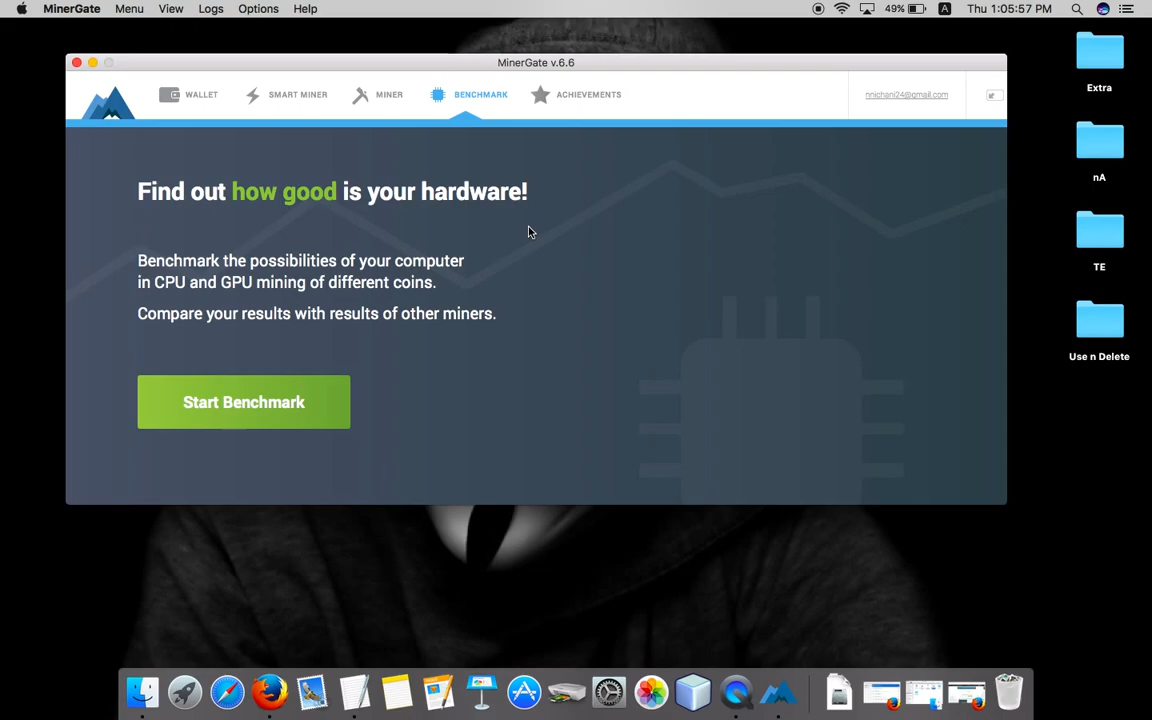 MinerGate Menu View Logs Options Help 49% A Thu 1:05:57 PM
MinerGate v.6.6
WALLET SMART MINER MINER BENCHMARK ACHIEVEMENTS nnichani24@gmail.com
Find out how good is your hardware!
Benchmark the possibilities of your computer
in CPU and GPU mining of different coins.
Compare your results with results of other miners.
Start Benchmark
Extra
nA
TE
Use n Delete